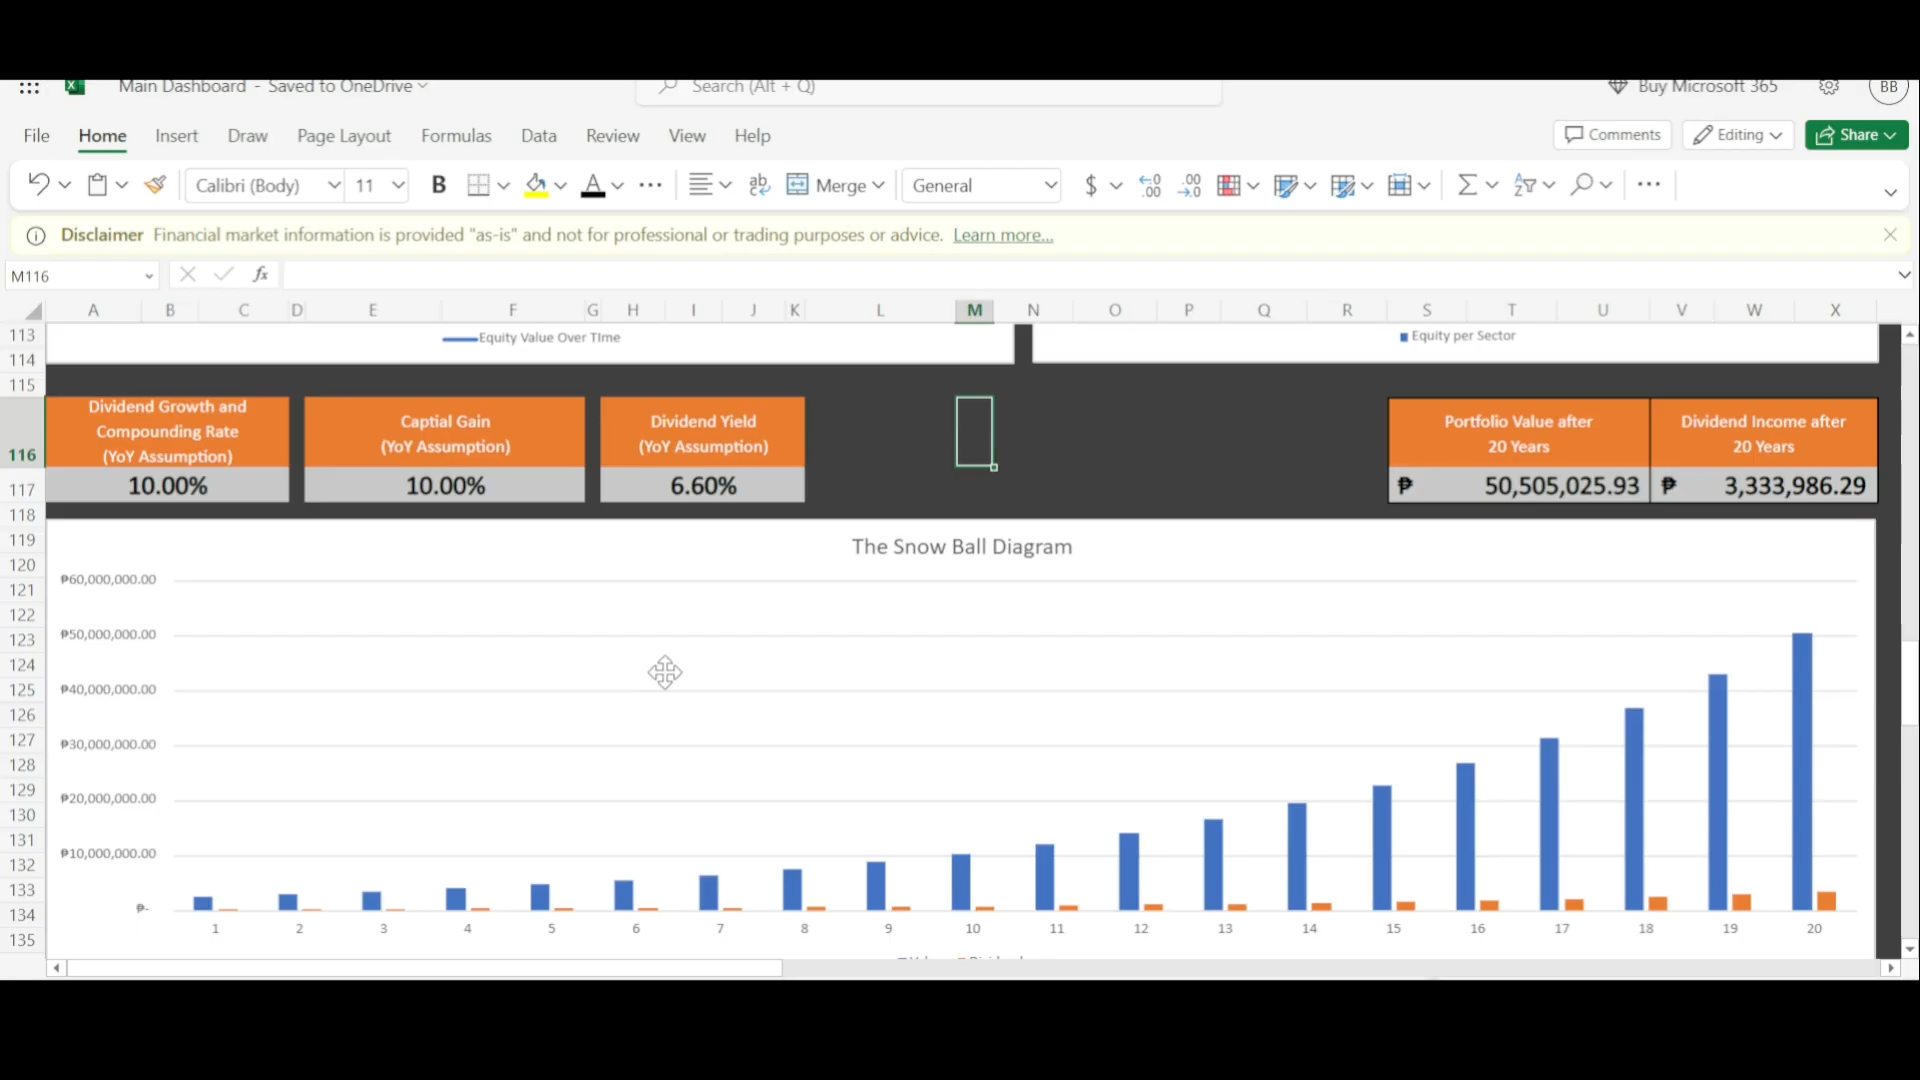 Main Dashboard - Saved to OneDrive
Search (Alt + Q)
Buy Microsoft 365
BB
File Home Insert Draw Page Layout Formulas Data Review View Help
Comments Editing Share
Calibri (Body) 11 B A ab Merge General $ .00 .00
Disclaimer Financial market information is provided "as-is" and not for professional or trading purposes or advice. Learn more...
M116 fx
A B C D E F G H I J K L M N O P Q R S T U V W X
113
114
115
116
117
118
119
120
121
122
123
124
125
126
127
128
129
130
131
132
133
134
135
Equity Value Over TIme
Equity per Sector
Dividend Growth and
Compounding Rate
(YoY Assumption)
10.00%
Captial Gain
(YoY Assumption)
10.00%
Dividend Yield
(YoY Assumption)
6.60%
Portfolio Value after
20 Years
₱ 50,505,025.93
Dividend Income after
20 Years
₱ 3,333,986.29
The Snow Ball Diagram
₱60,000,000.00
₱50,000,000.00
₱40,000,000.00
₱30,000,000.00
₱20,000,000.00
₱10,000,000.00
₱-
1 2 3 4 5 6 7 8 9 10 11 12 13 14 15 16 17 18 19 20